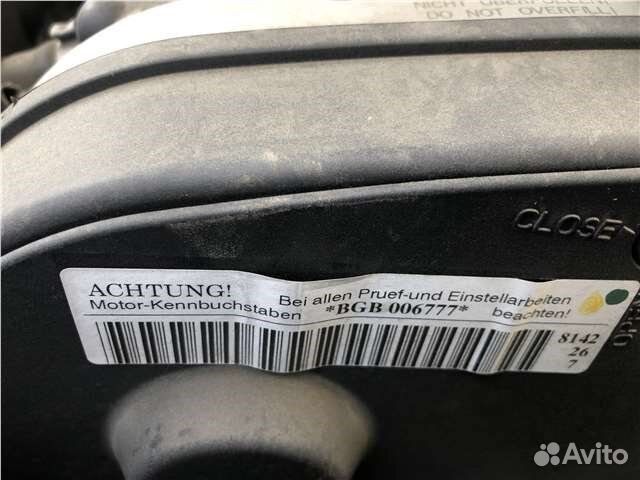 NICHT
DO NOT OVERFILL
CLOSE
ACHTUNG! Bei allen Pruef-und Einstellarbeiten
Motor-Kennbuchstaben *BGB 006777* beachten!
8142
26
7
Avito